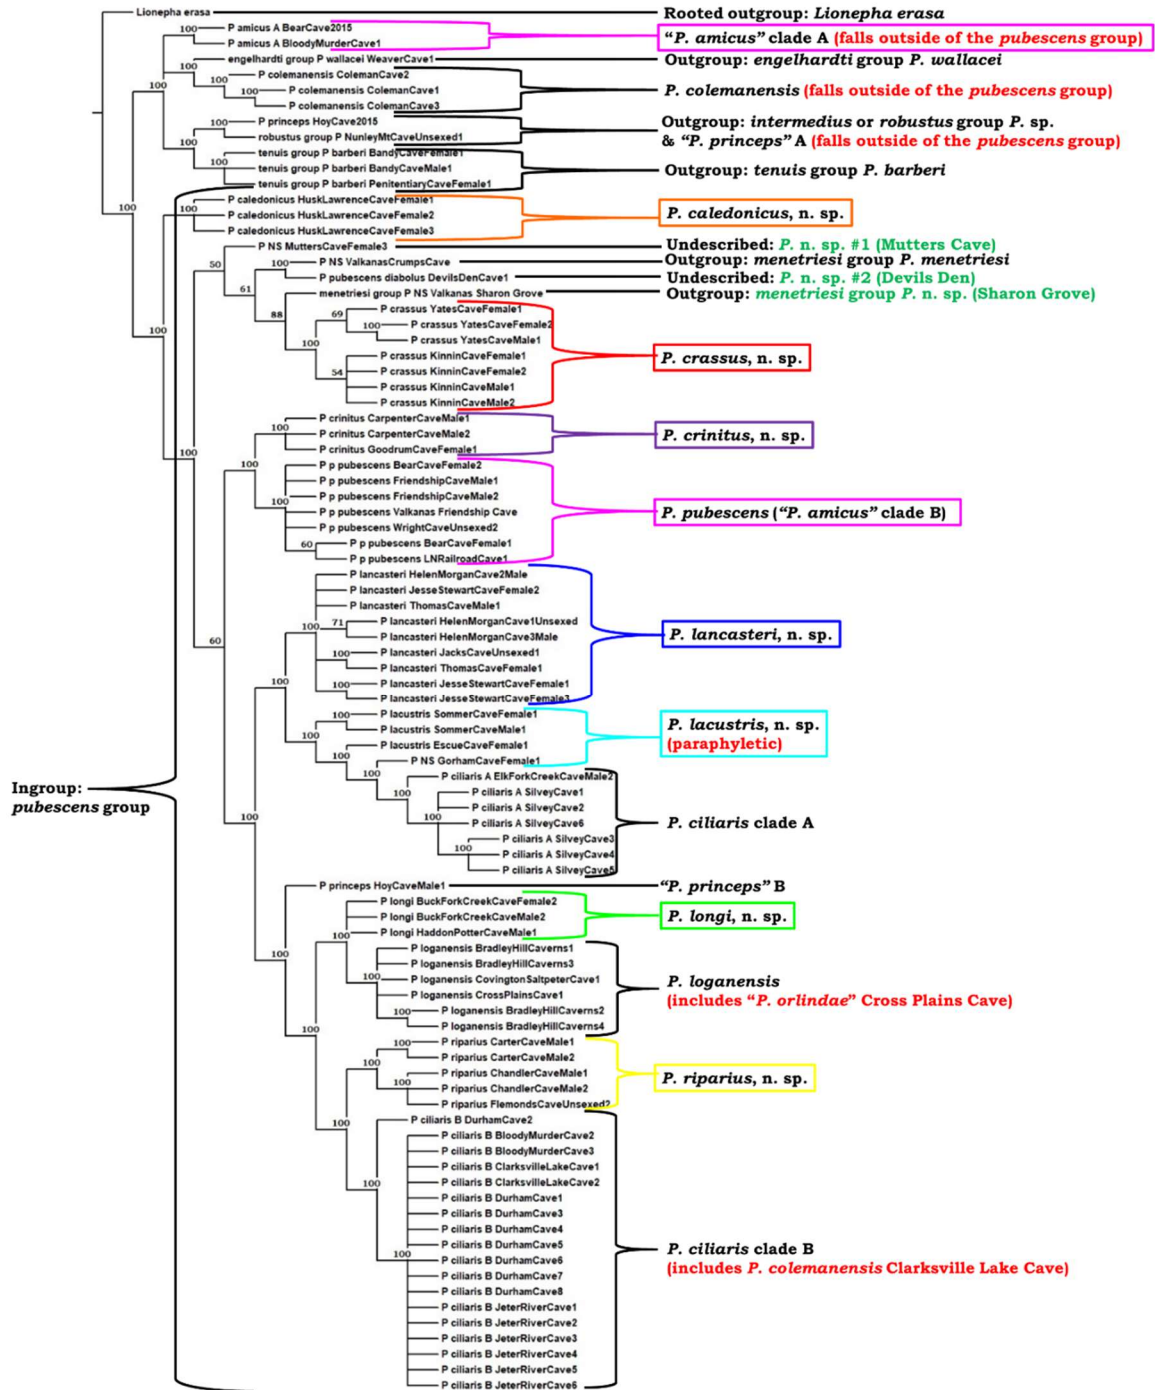 Lionepha erasa
Rooted outgroup: Lionepha erasa
P amicus A BearCave2015
100
P amicus A BloodyMurderCave1
"P. amicus" clade A (falls outside of the pubescens group)
engelhardti group P wallacei WeaverCave1
Outgroup: engelhardti group P. wallacei
100
P colemanensis ColemanCave2
100
P colemanensis ColemanCave1
100
P colemanensis ColemanCave3
P. colemanensis (falls outside of the pubescens group)
100
P princeps HoyCave2015
100
robustus group P NunleyMtCaveUnsexed1
Outgroup: intermedius or robustus group P. sp.
& "P. princeps" A (falls outside of the pubescens group)
100
tenuis group P barberi BandyCaveFemale1
tenuis group P barberi BandyCaveMale1
100
tenuis group P barberi PenitentiaryCaveFemale1
Outgroup: tenuis group P. barberi
100
P caledonicus HuskLawrenceCaveFemale1
P caledonicus HuskLawrenceCaveFemale2
100
P caledonicus HuskLawrenceCaveFemale3
P. caledonicus, n. sp.
P NS MuttersCaveFemale3
Undescribed: P. n. sp. #1 (Mutters Cave)
50
P NS ValkanasCrumpsCave
100
Outgroup: menetriesi group P. menetriesi
P pubescens diabolus DevilsDenCave1
Undescribed: P. n. sp. #2 (Devils Den)
61
menetriesi group P NS Valkanas Sharon Grove
Outgroup: menetriesi group P. n. sp. (Sharon Grove)
P crassus YatesCaveFemale1
88
69
P crassus YatesCaveFemale2
100
P crassus YatesCaveMale1
100
P crassus KinninCaveFemale1
P crassus KinninCaveFemale2
54
P crassus KinninCaveMale1
P crassus KinninCaveMale2
P. crassus, n. sp.
100
P crinitus CarpenterCaveMale1
P crinitus CarpenterCaveMale2
100
P crinitus GoodrumCaveFemale1
P. crinitus, n. sp.
100
P p pubescens BearCaveFemale2
P p pubescens FriendshipCaveMale1
P p pubescens FriendshipCaveMale2
100
P p pubescens Valkanas Friendship Cave
P p pubescens WrightCaveUnsexed2
P p pubescens BearCaveFemale1
60
P p pubescens LNRailroadCave1
P. pubescens ("P. amicus" clade B)
P lancasteri HelenMorganCave2Male
P lancasteri JesseStewartCaveFemale2
P lancasteri ThomasCaveMale1
P lancasteri HelenMorganCave1Unsexed
71
100
P lancasteri HelenMorganCave3Male
60
P lancasteri JacksCaveUnsexed1
100
P lancasteri ThomasCaveFemale1
P lancasteri JesseStewartCaveFemale1
100
P lancasteri JesseStewartCaveFemale3
P. lancasteri, n. sp.
100
100
P lacustris SommerCaveFemale1
100
P lacustris SommerCaveMale1
100
P lacustris EscueCaveFemale1
100
P NS GorhamCaveFemale1
P. lacustris, n. sp.
(paraphyletic)
100
P ciliaris A ElkForkCreekCaveMale2
100
P ciliaris A SilveyCave1
P ciliaris A SilveyCave2
100
P ciliaris A SilveyCave6
P ciliaris A SilveyCave3
100
P ciliaris A SilveyCave4
P ciliaris A SilveyCave5
P. ciliaris clade A
Ingroup:
pubescens group
100
P princeps HoyCaveMale1
"P. princeps" B
P longi BuckForkCreekCaveFemale2
P longi BuckForkCreekCaveMale2
P longi HaddonPotterCaveMale1
P. longi, n. sp.
100
100
P loganensis BradleyHillCaverns1
P loganensis BradleyHillCaverns3
100
P loganensis CovingtonSaltpeterCave1
P loganensis CrossPlainsCave1
P loganensis BradleyHillCaverns2
100
P loganensis BradleyHillCaverns4
P. loganensis
(includes "P. orlindae" Cross Plains Cave)
100
P riparius CarterCaveMale1
100
P riparius CarterCaveMale2
100
P riparius ChandlerCaveMale1
100
P riparius ChandlerCaveMale2
P riparius FlemondsCaveUnsexed2
P. riparius, n. sp.
100
P ciliaris B DurhamCave2
P ciliaris B BloodyMurderCave2
P ciliaris B BloodyMurderCave3
P ciliaris B ClarksvilleLakeCave1
100
P ciliaris B ClarksvilleLakeCave2
P ciliaris B DurhamCave1
P ciliaris B DurhamCave3
P ciliaris B DurhamCave4
P ciliaris B DurhamCave5
100
P ciliaris B DurhamCave6
P ciliaris B DurhamCave7
P ciliaris B DurhamCave8
P ciliaris B JeterRiverCave1
P ciliaris B JeterRiverCave2
P ciliaris B JeterRiverCave3
P ciliaris B JeterRiverCave4
P ciliaris B JeterRiverCave5
P ciliaris B JeterRiverCave6
P. ciliaris clade B
(includes P. colemanensis Clarksville Lake Cave)